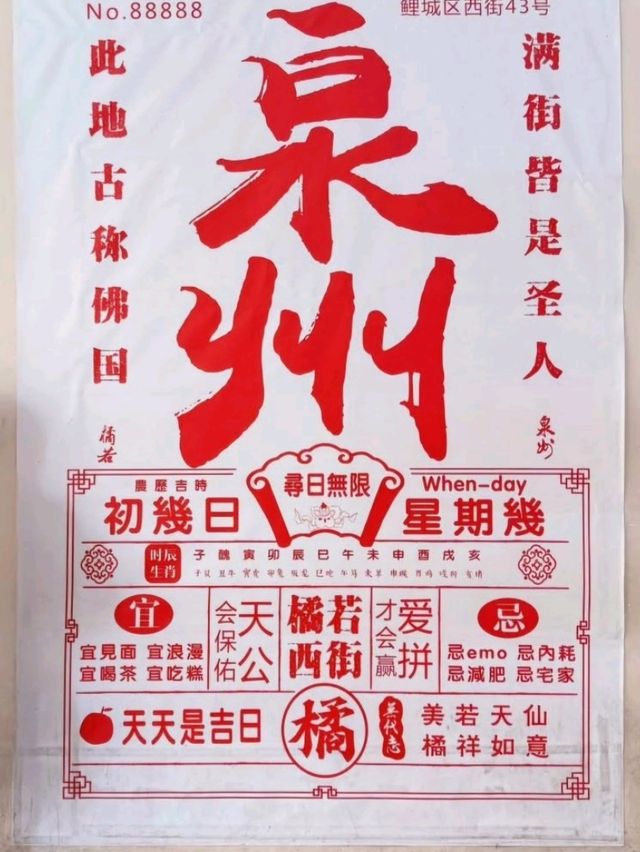 No.88888
鲤城区西街43号
泉州
满街皆是圣人
泉州
此地古称佛国
橘若
農歷吉時
初幾日
尋日無限
When-day
星期幾
时辰
生肖
子醜寅卯辰巳午未申酉戌亥
宜
宜見面 宜浪漫
宜喝茶 宜吃糕
天公
会保佑
橘若
西街
爱拼
才会赢
忌
忌emo 忌內耗
忌減肥 忌宅家
天天是吉日
橘
美若天仙
橘祥如意